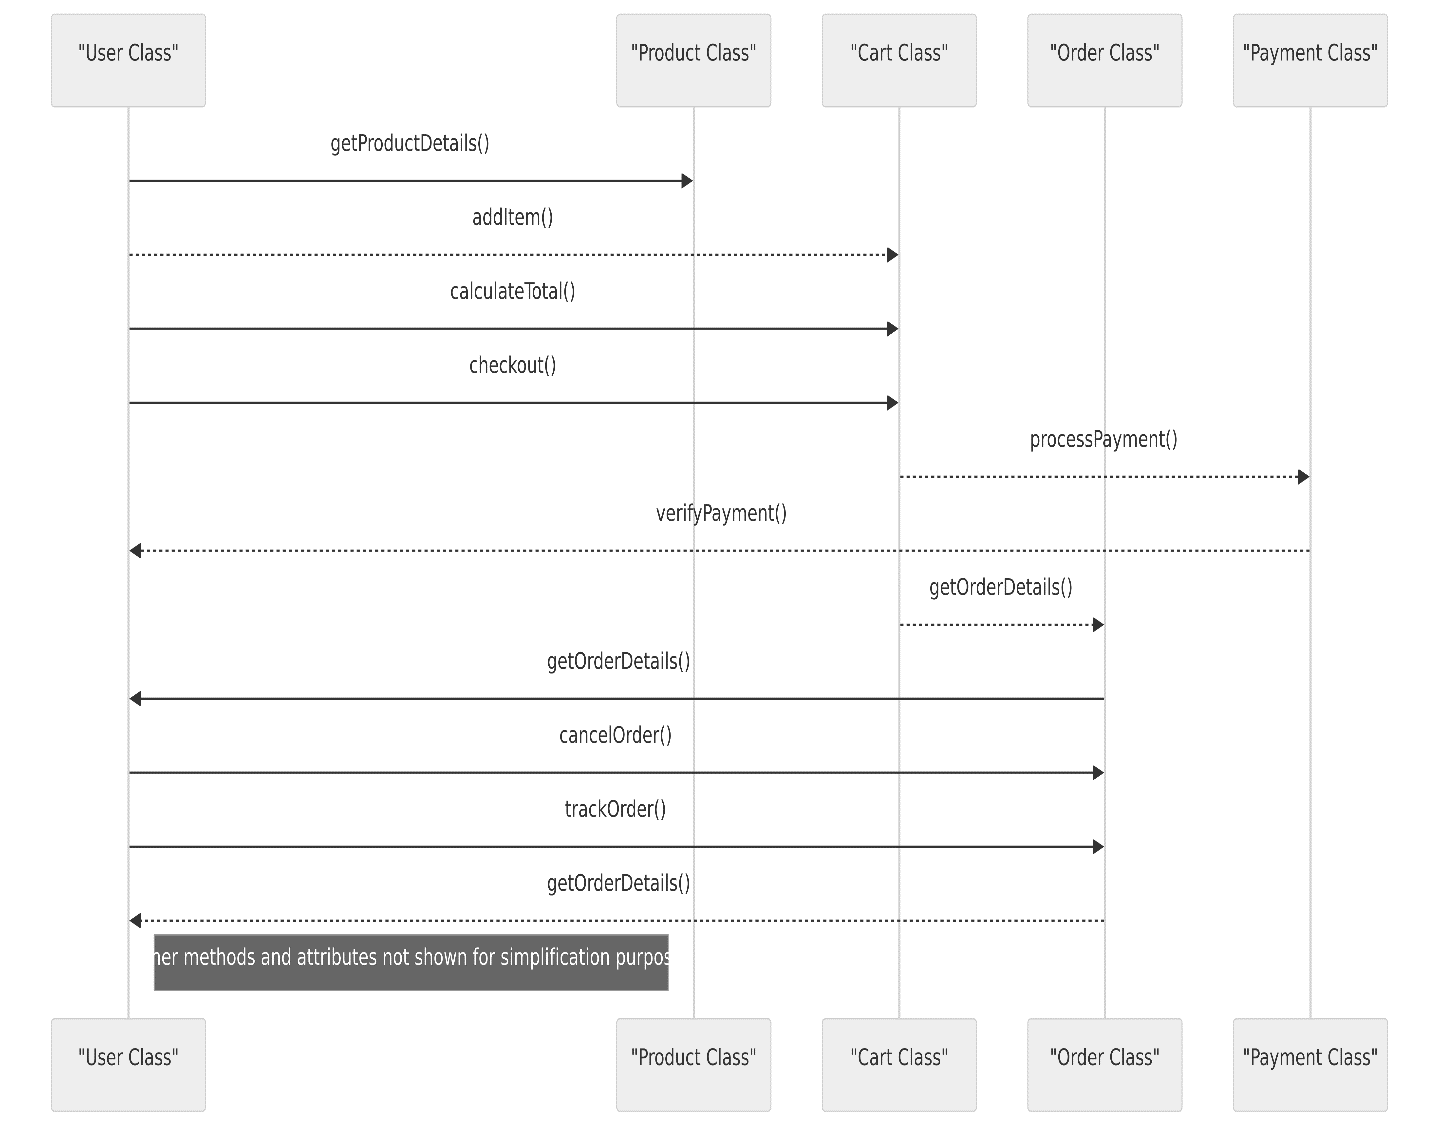 "User Class" "Product Class" "Cart Class" "Order Class" "Payment Class"
getProductDetails()
addItem()
calculateTotal()
checkout()
processPayment()
verifyPayment()
getOrderDetails()
getOrderDetails()
cancelOrder()
trackOrder()
getOrderDetails()
methods and attributes not shown for simplification
"User Class" "Product Class" "Cart Class" "Order Class" "Payment Class"